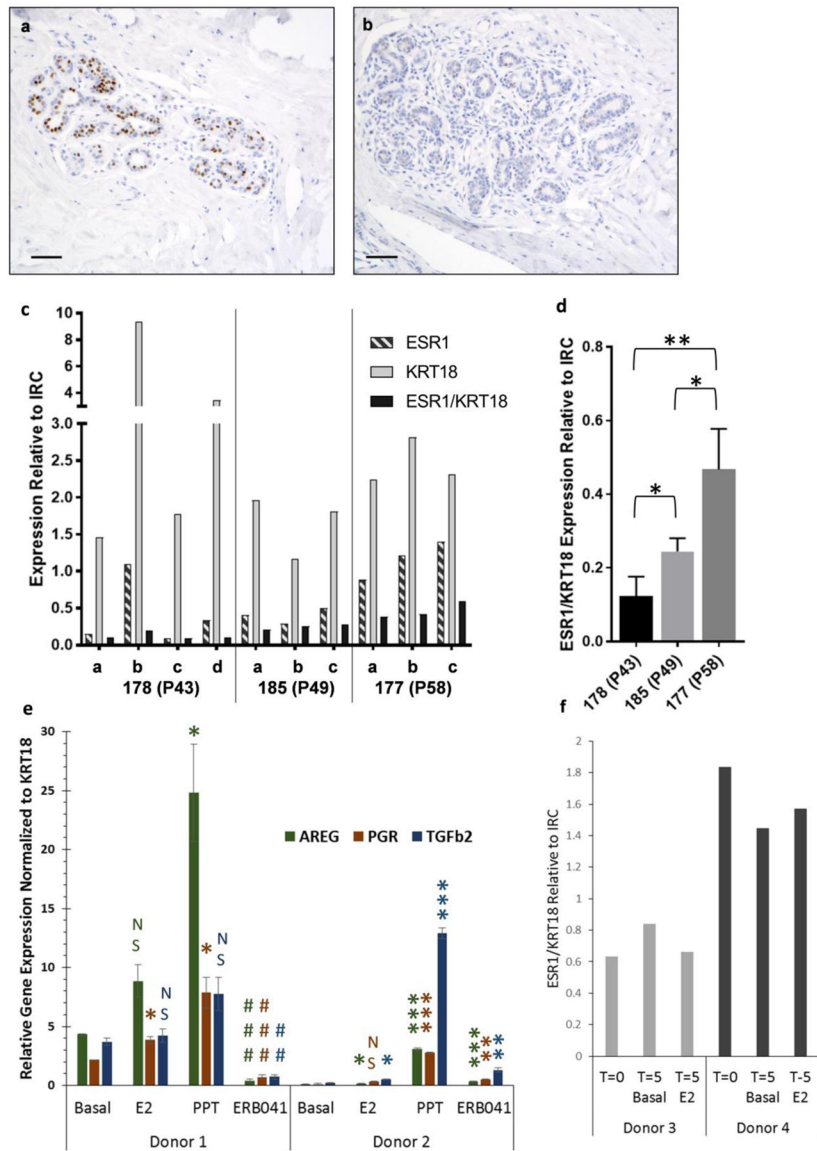 a
b
c
10
8
6
4
3.0
2.5
2.0
1.5
1.0
0.5
0.0
Expression Relative to IRC
ESR1
KRT18
ESR1/KRT18
a b c d a b c a b c
178 (P43) 185 (P49) 177 (P58)
d
0.8
0.6
0.4
0.2
0.0
ESR1/KRT18 Expression Relative to IRC
** * *
178 (P43) 185 (P49) 177 (P58)
e
30
25
20
15
10
5
0
Relative Gene Expression Normalized to KRT18
AREG PGR TGFb2
NS * NS
* * NS
### ### ##
* NS *
*** *** ***
*** ** **
Basal E2 PPT ERB041 Basal E2 PPT ERB041
Donor 1 Donor 2
f
2
1.8
1.6
1.4
1.2
1
0.8
0.6
0.4
0.2
0
ESR1/KRT18 Relative to IRC
T=0 T=5 T=5 T=0 T=5 T-5
Basal E2 Basal E2
Donor 3 Donor 4